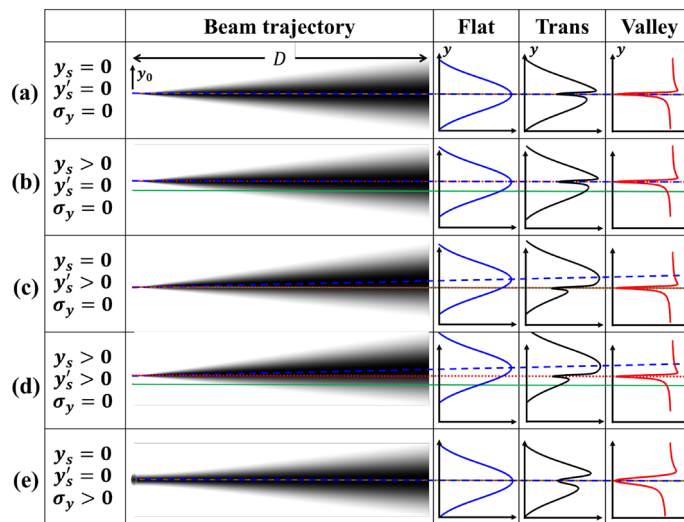 Beam trajectory Flat Trans Valley
(a) y_s = 0 y'_s = 0 σ_y = 0 y_0 D y y y
(b) y_s > 0 y'_s = 0 σ_y = 0
(c) y_s = 0 y'_s > 0 σ_y = 0
(d) y_s > 0 y'_s > 0 σ_y = 0
(e) y_s = 0 y'_s = 0 σ_y > 0